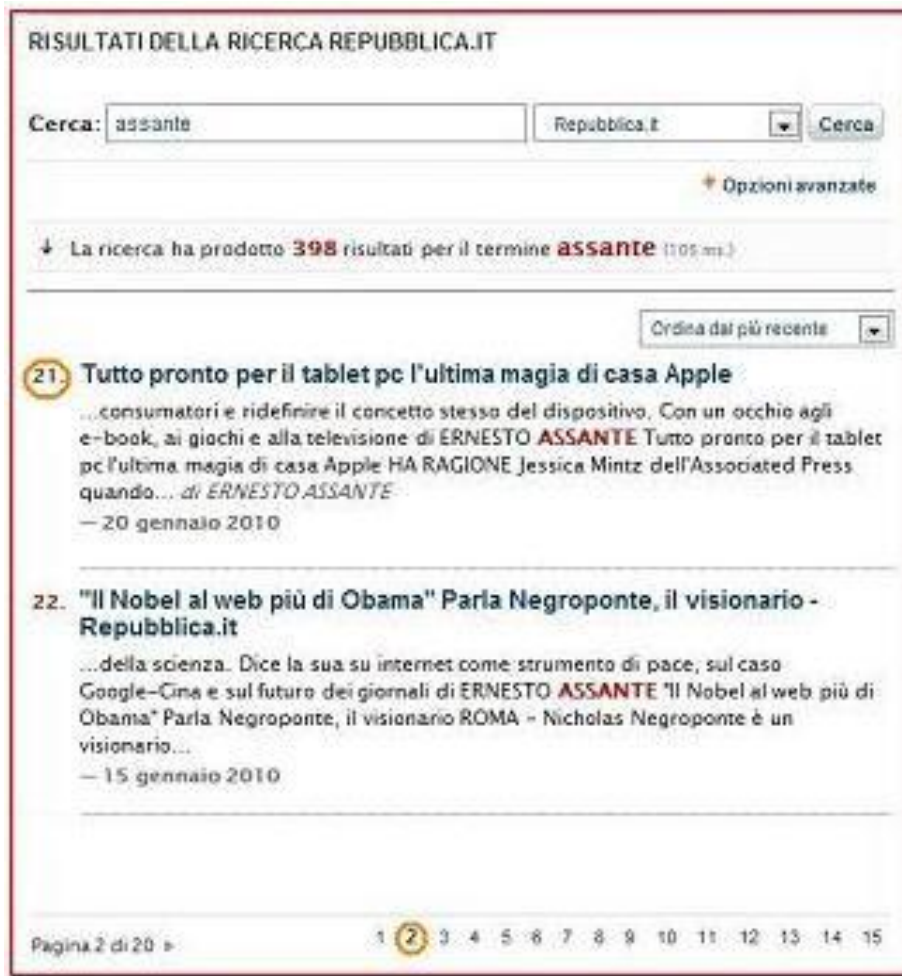 RISULTATI DELLA RICERCA REPUBBLICA.IT
Cerca: assante Repubblica.it Cerca
+ Opzioni avanzate
↓ La ricerca ha prodotto 398 risultati per il termine assante (105 ms.)
Ordina dal più recente
21. Tutto pronto per il tablet pc l'ultima magia di casa Apple
...consumatori e ridefinire il concetto stesso del dispositivo. Con un occhio agli
e-book, ai giochi e alla televisione di ERNESTO ASSANTE Tutto pronto per il tablet
pc l'ultima magia di casa Apple HA RAGIONE Jessica Mintz dell'Associated Press
quando... di ERNESTO ASSANTE
— 20 gennaio 2010
22. "Il Nobel al web più di Obama" Parla Negroponte, il visionario -
Repubblica.it
...della scienza. Dice la sua su internet come strumento di pace, sul caso
Google-Cina e sul futuro dei giornali di ERNESTO ASSANTE "Il Nobel al web più di
Obama" Parla Negroponte, il visionario ROMA - Nicholas Negroponte è un
visionario...
— 15 gennaio 2010
Pagina 2 di 20 » 1 2 3 4 5 6 7 8 9 10 11 12 13 14 15